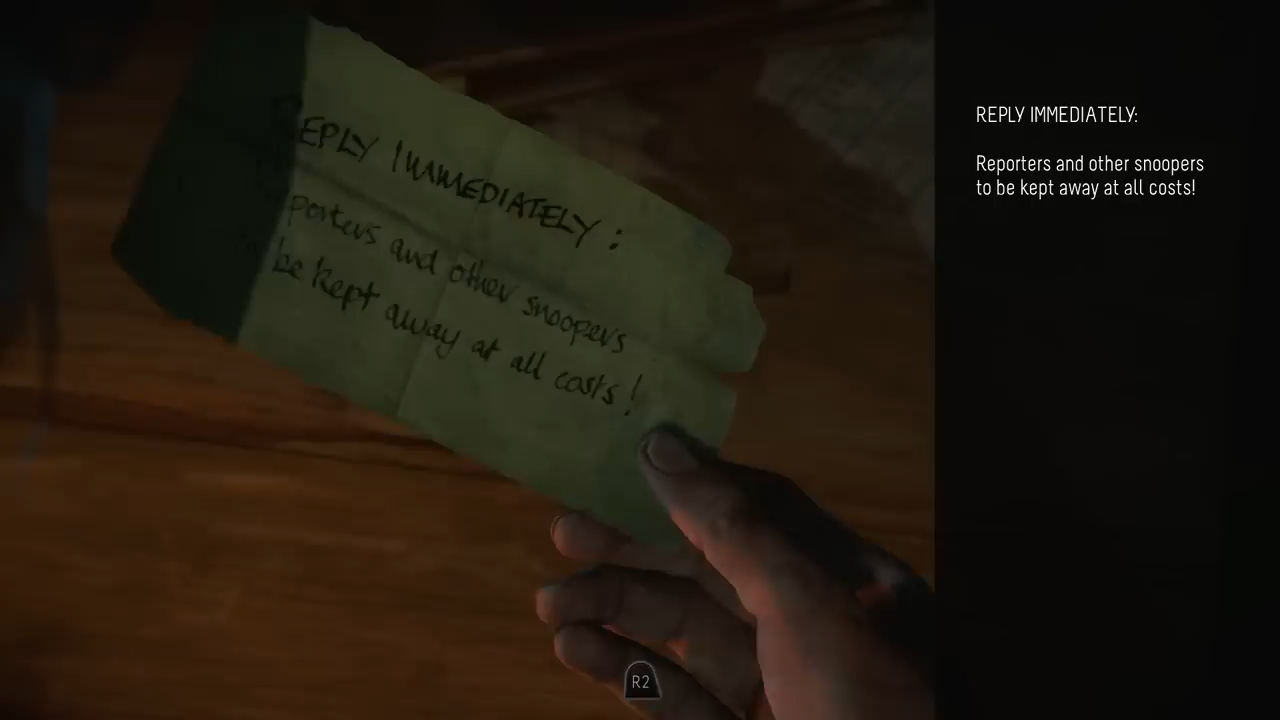 REPLY IMMEDIATELY:
Reporters and other snoopers
to be kept away at all costs!
REPLY IMMEDIATELY :
porters and other snoopers
be kept away at all costs !
R2